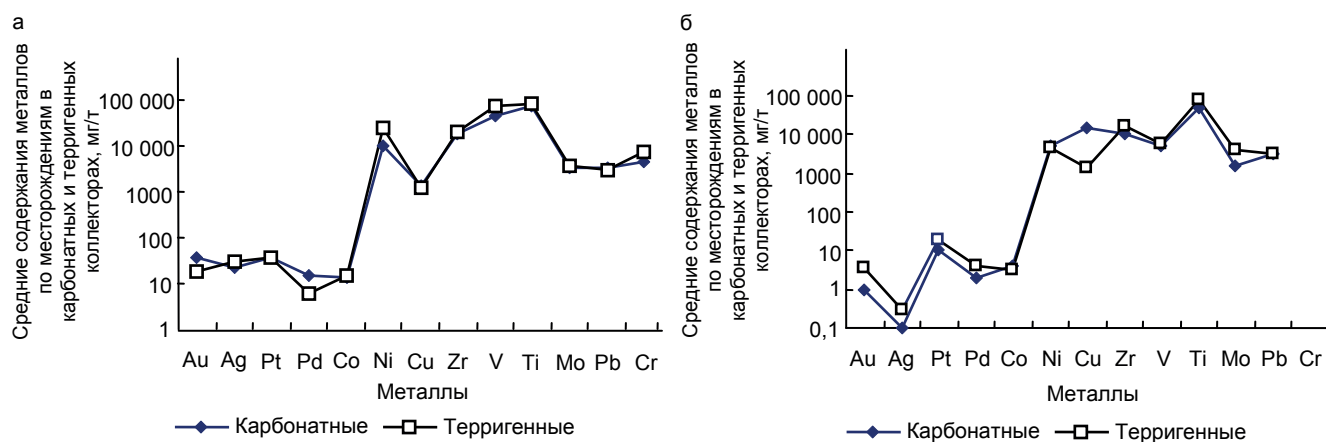 а
Средние содержания металлов
по месторождениям в
карбонатных и терригенных
коллекторах, мг/т
100 000
10 000
1000
100
10
1
Au Ag Pt Pd Co Ni Cu Zr V Ti Mo Pb Cr
Металлы
Карбонатные Терригенные
б
Средние содержания металлов
по месторождениям в
карбонатных и терригенных
коллекторах, мг/т
100 000
10 000
1000
100
10
1
0,1
Au Ag Pt Pd Co Ni Cu Zr V Ti Mo Pb Cr
Металлы
Карбонатные Терригенные